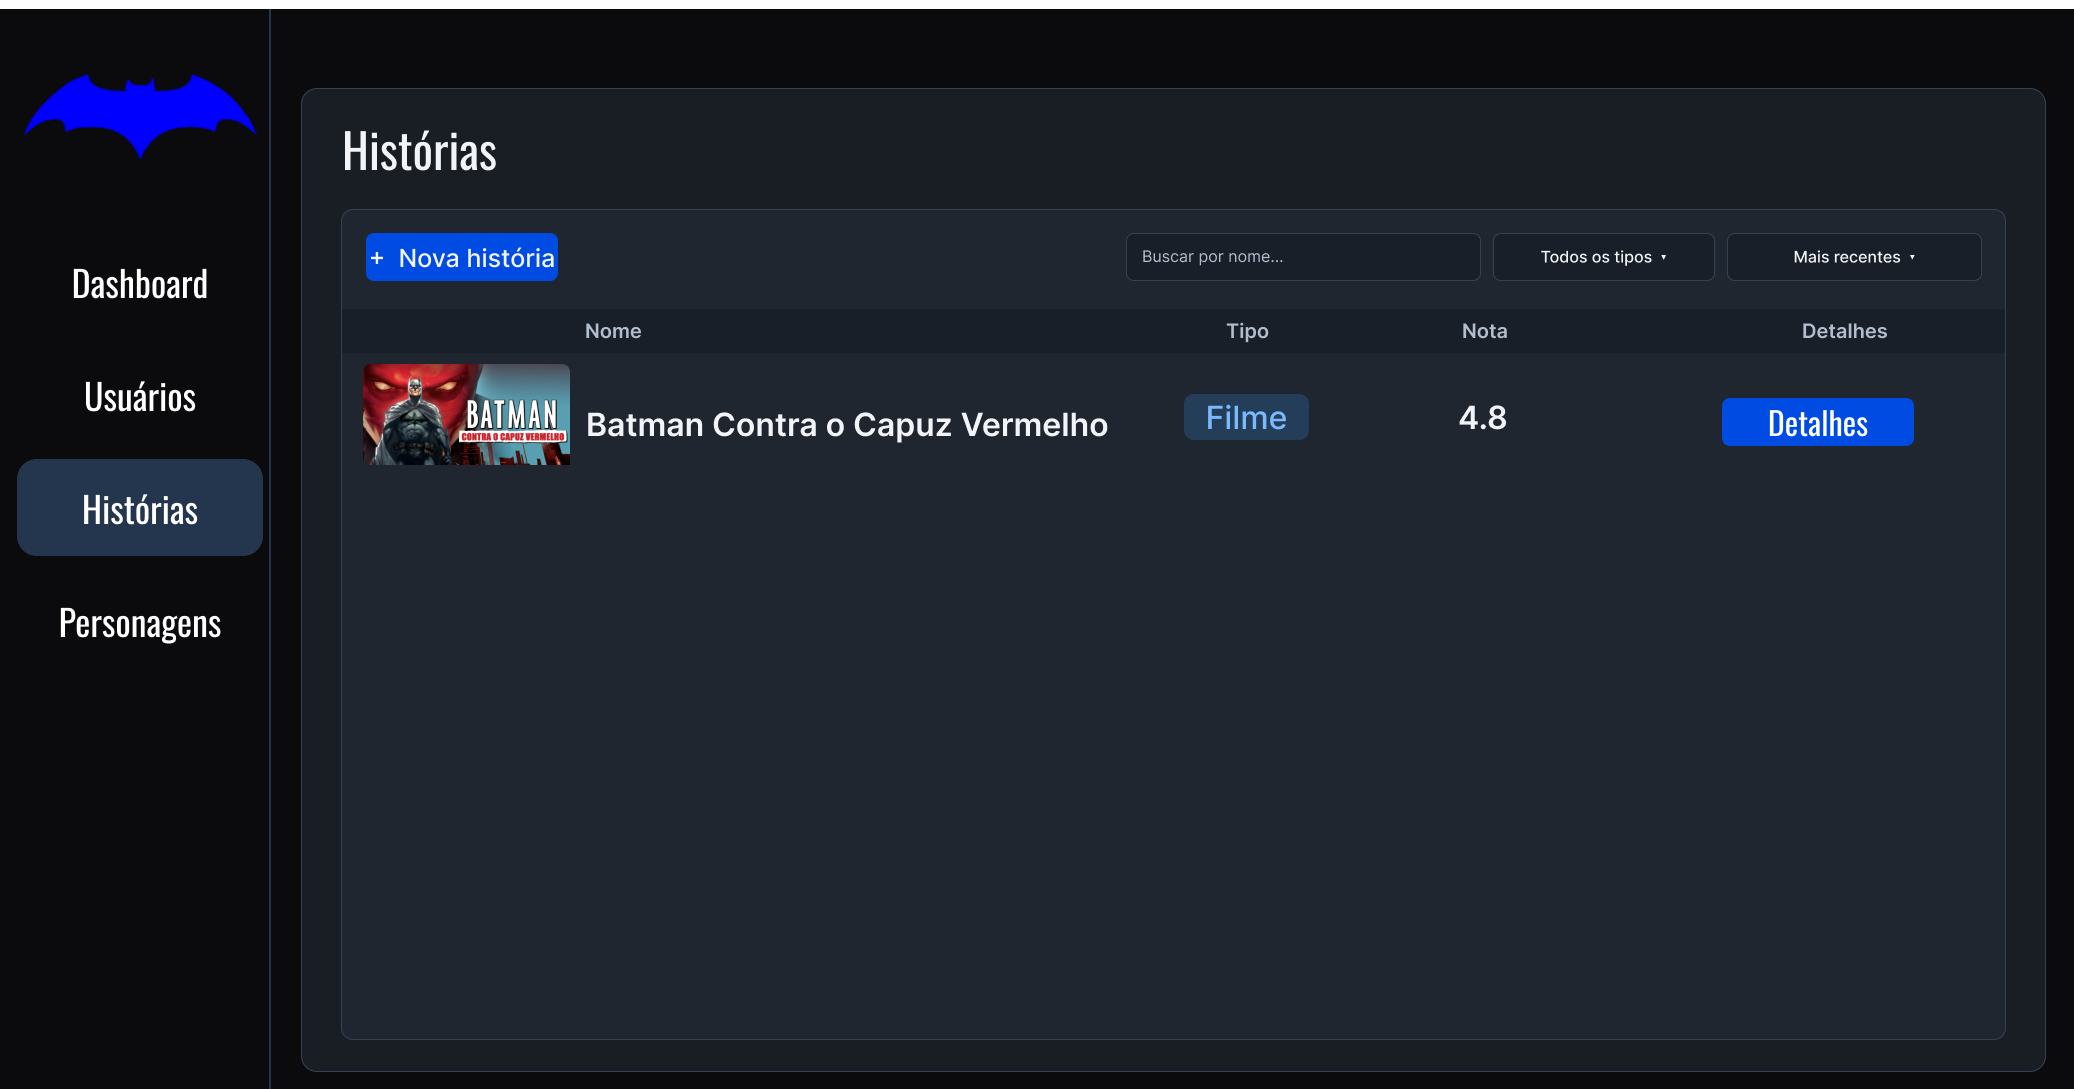 Dashboard
Usuários
Histórias
Personagens
Histórias
+ Nova história
Buscar por nome...
Todos os tipos ▾
Mais recentes ▾
Nome
Tipo
Nota
Detalhes
BATMAN
CONTRA O CAPUZ VERMELHO
Batman Contra o Capuz Vermelho
Filme
4.8
Detalhes